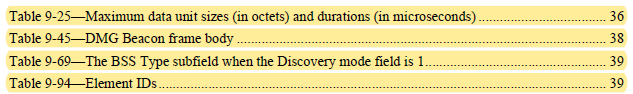 Table 9-25—Maximum data unit sizes (in octets) and durations (in microseconds) ..................................... 36
Table 9-45—DMG Beacon frame body ........................................................................................................ 38
Table 9-69—The BSS Type subfield when the Discovery mode field is 1.................................................... 39
Table 9-94—Element IDs............................................................................................................................... 39